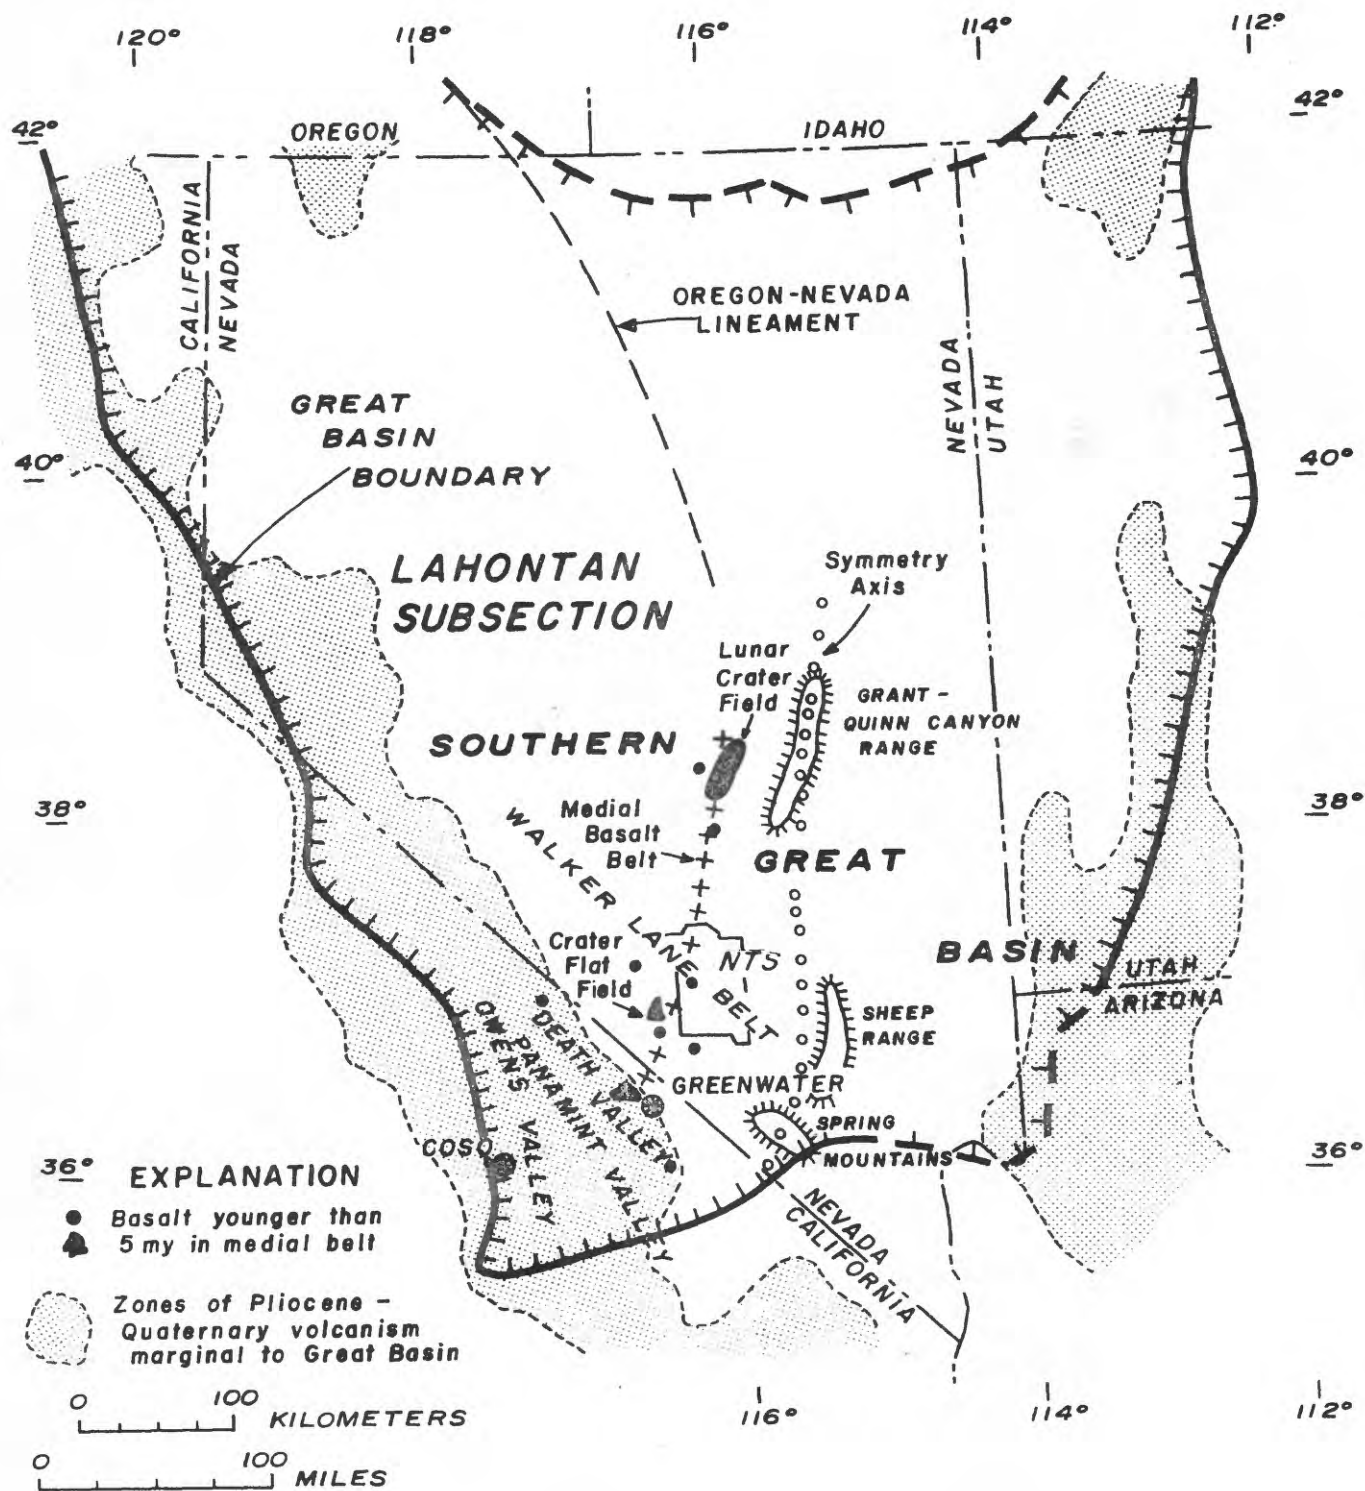 120°
118°
116°
114°
112°
42°
42°
OREGON
IDAHO
CALIFORNIA
NEVADA
OREGON-NEVADA
LINEAMENT
NEVADA
UTAH
GREAT
BASIN
BOUNDARY
40°
40°
LAHONTAN
SUBSECTION
Symmetry
Axis
Lunar
Crater
Field
GRANT-
QUINN CANYON
RANGE
SOUTHERN
38°
38°
Medial
Basalt
Belt
WALKER LANE BELT
GREAT
Crater
Flat
Field
NTS
BASIN
UTAH
ARIZONA
SHEEP
RANGE
OWENS VALLEY
PANAMINT VALLEY
DEATH VALLEY
GREENWATER
SPRING
MOUNTAINS
COSO
36°
36°
NEVADA
CALIFORNIA
EXPLANATION
Basalt younger than
5 my in medial belt
Zones of Pliocene-
Quaternary volcanism
marginal to Great Basin
0 100
KILOMETERS
0 100
MILES
116°
114°
112°